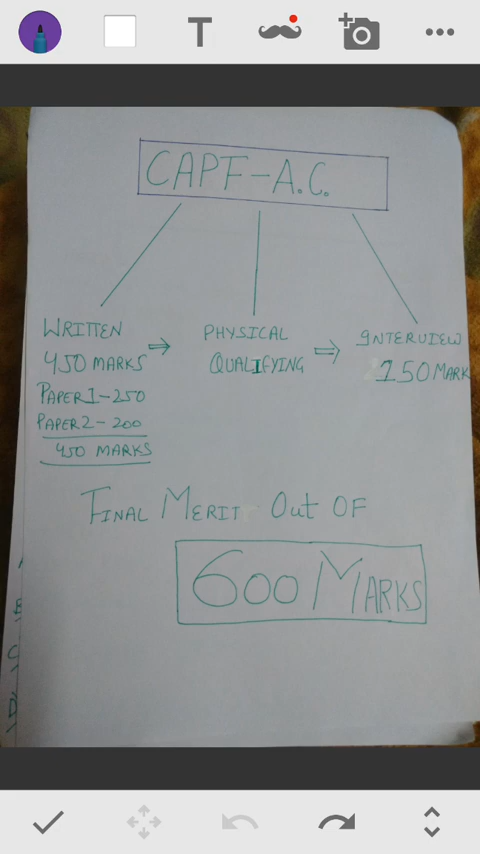 CAPF-A.C.
WRITTEN
450 MARKS
PAPER1-250
PAPER2-200
450 MARKS
PHYSICAL
QUALIFYING
INTERVIEW
150 MARK
FINAL MERIT OUT OF
600 MARKS